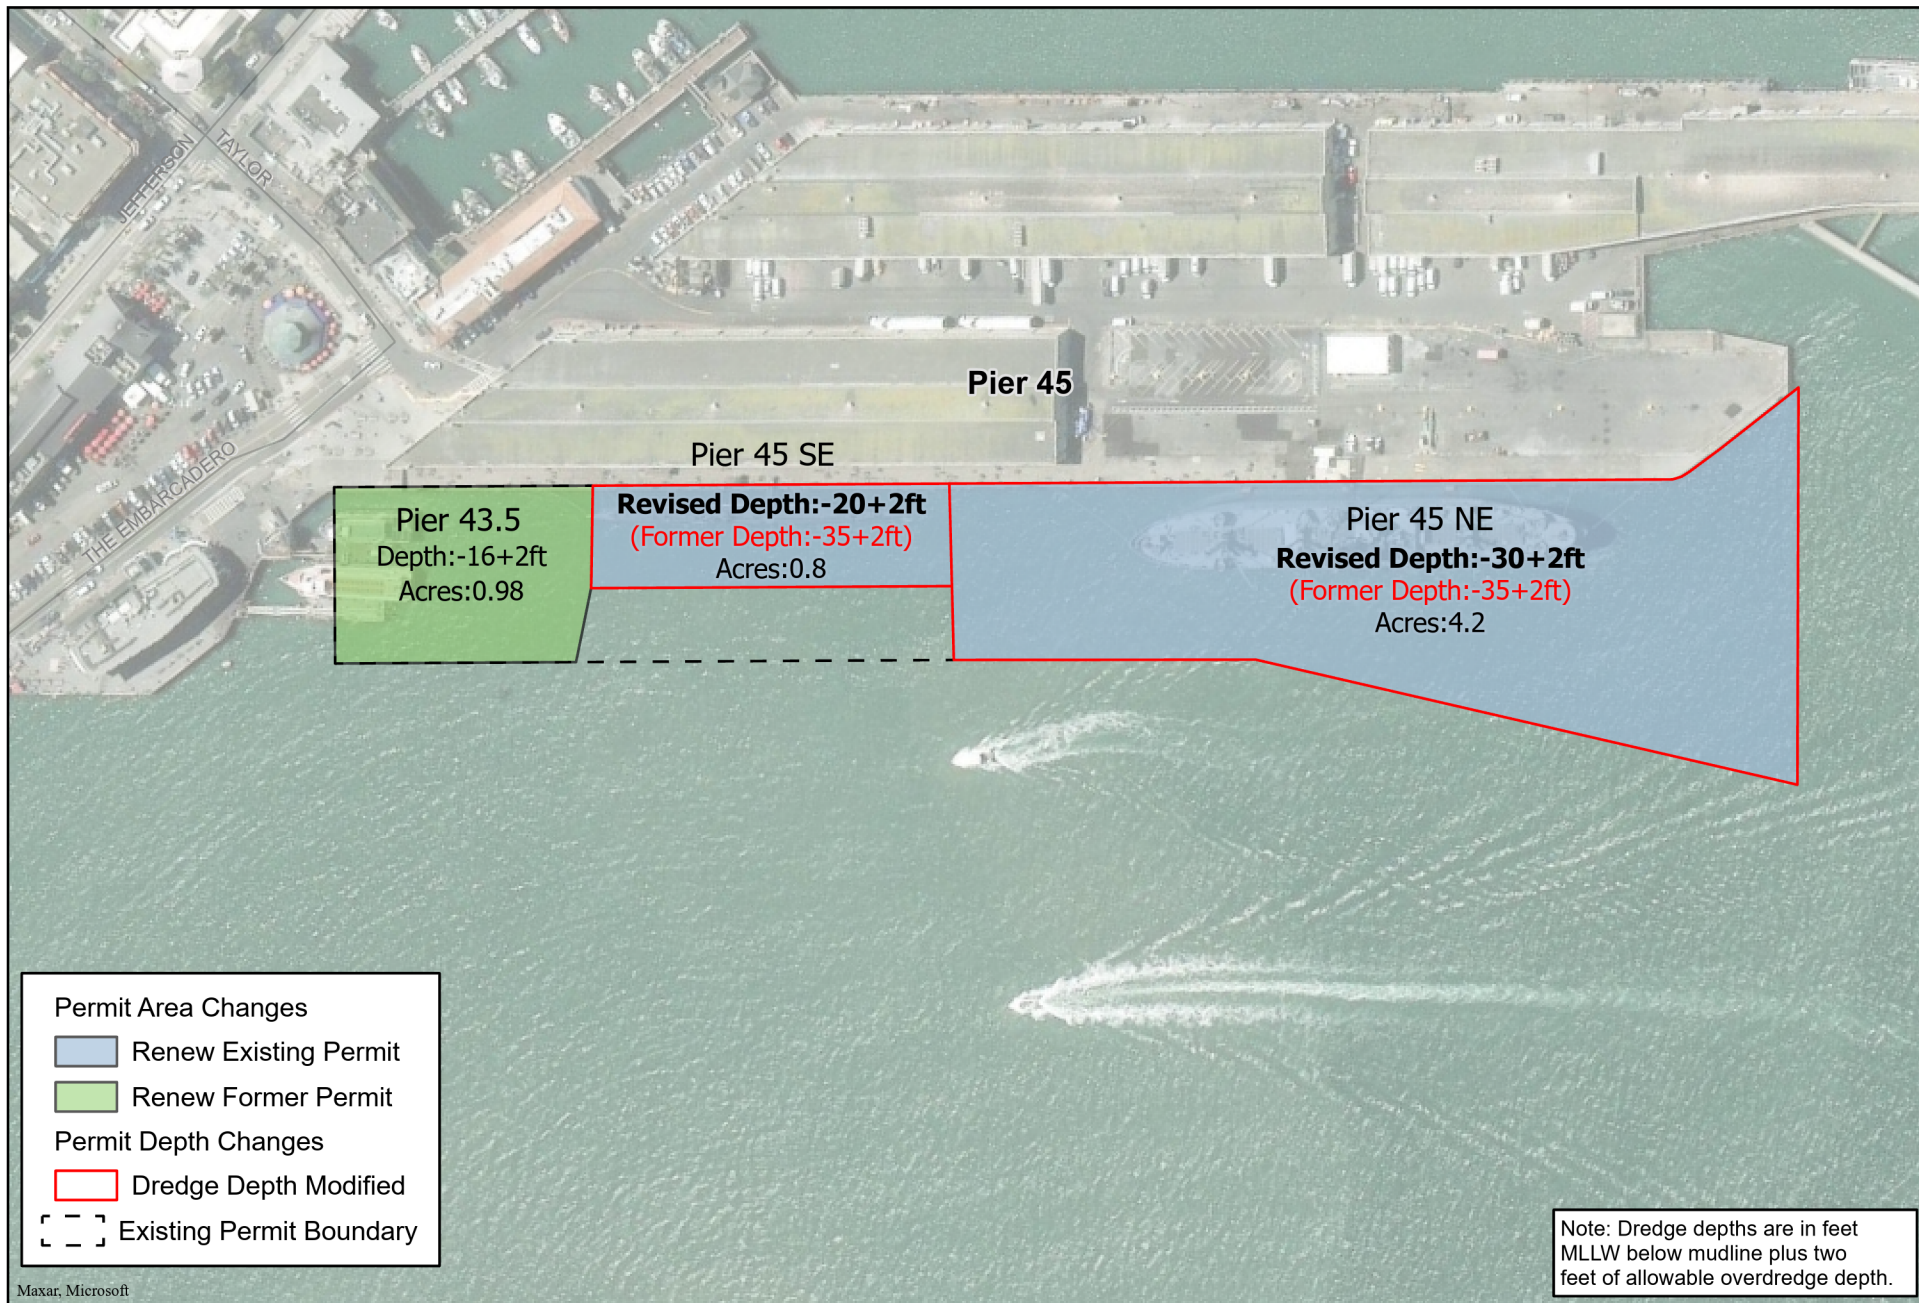 JEFFERSON
TAYLOR
THE EMBARCADERO
Pier 45
Pier 45 SE
Pier 43.5
Depth:-16+2ft
Acres:0.98
Revised Depth:-20+2ft
(Former Depth:-35+2ft)
Acres:0.8
Pier 45 NE
Revised Depth:-30+2ft
(Former Depth:-35+2ft)
Acres:4.2
Permit Area Changes
Renew Existing Permit
Renew Former Permit
Permit Depth Changes
Dredge Depth Modified
Existing Permit Boundary
Note: Dredge depths are in feet
MLLW below mudline plus two
feet of allowable overdredge depth.
Maxar, Microsoft